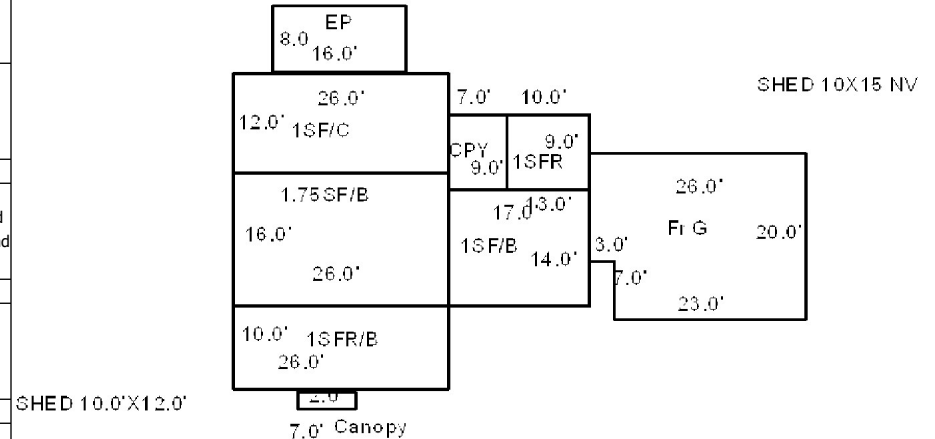 EP
8.0
16.0'
SHED 10X15 NV
26.0'
7.0'
10.0'
12.0'
1SF/C
CPY
9.0'
9.0'
1SFR
1.75SF/B
17.0'
13.0'
26.0'
16.0'
1SF/B
14.0'
3.0'
Fr G
20.0'
26.0'
7.0'
23.0'
10.0'
1SFR/B
26.0'
SHED 10.0'X12.0'
2.0'
7.0'
Canopy